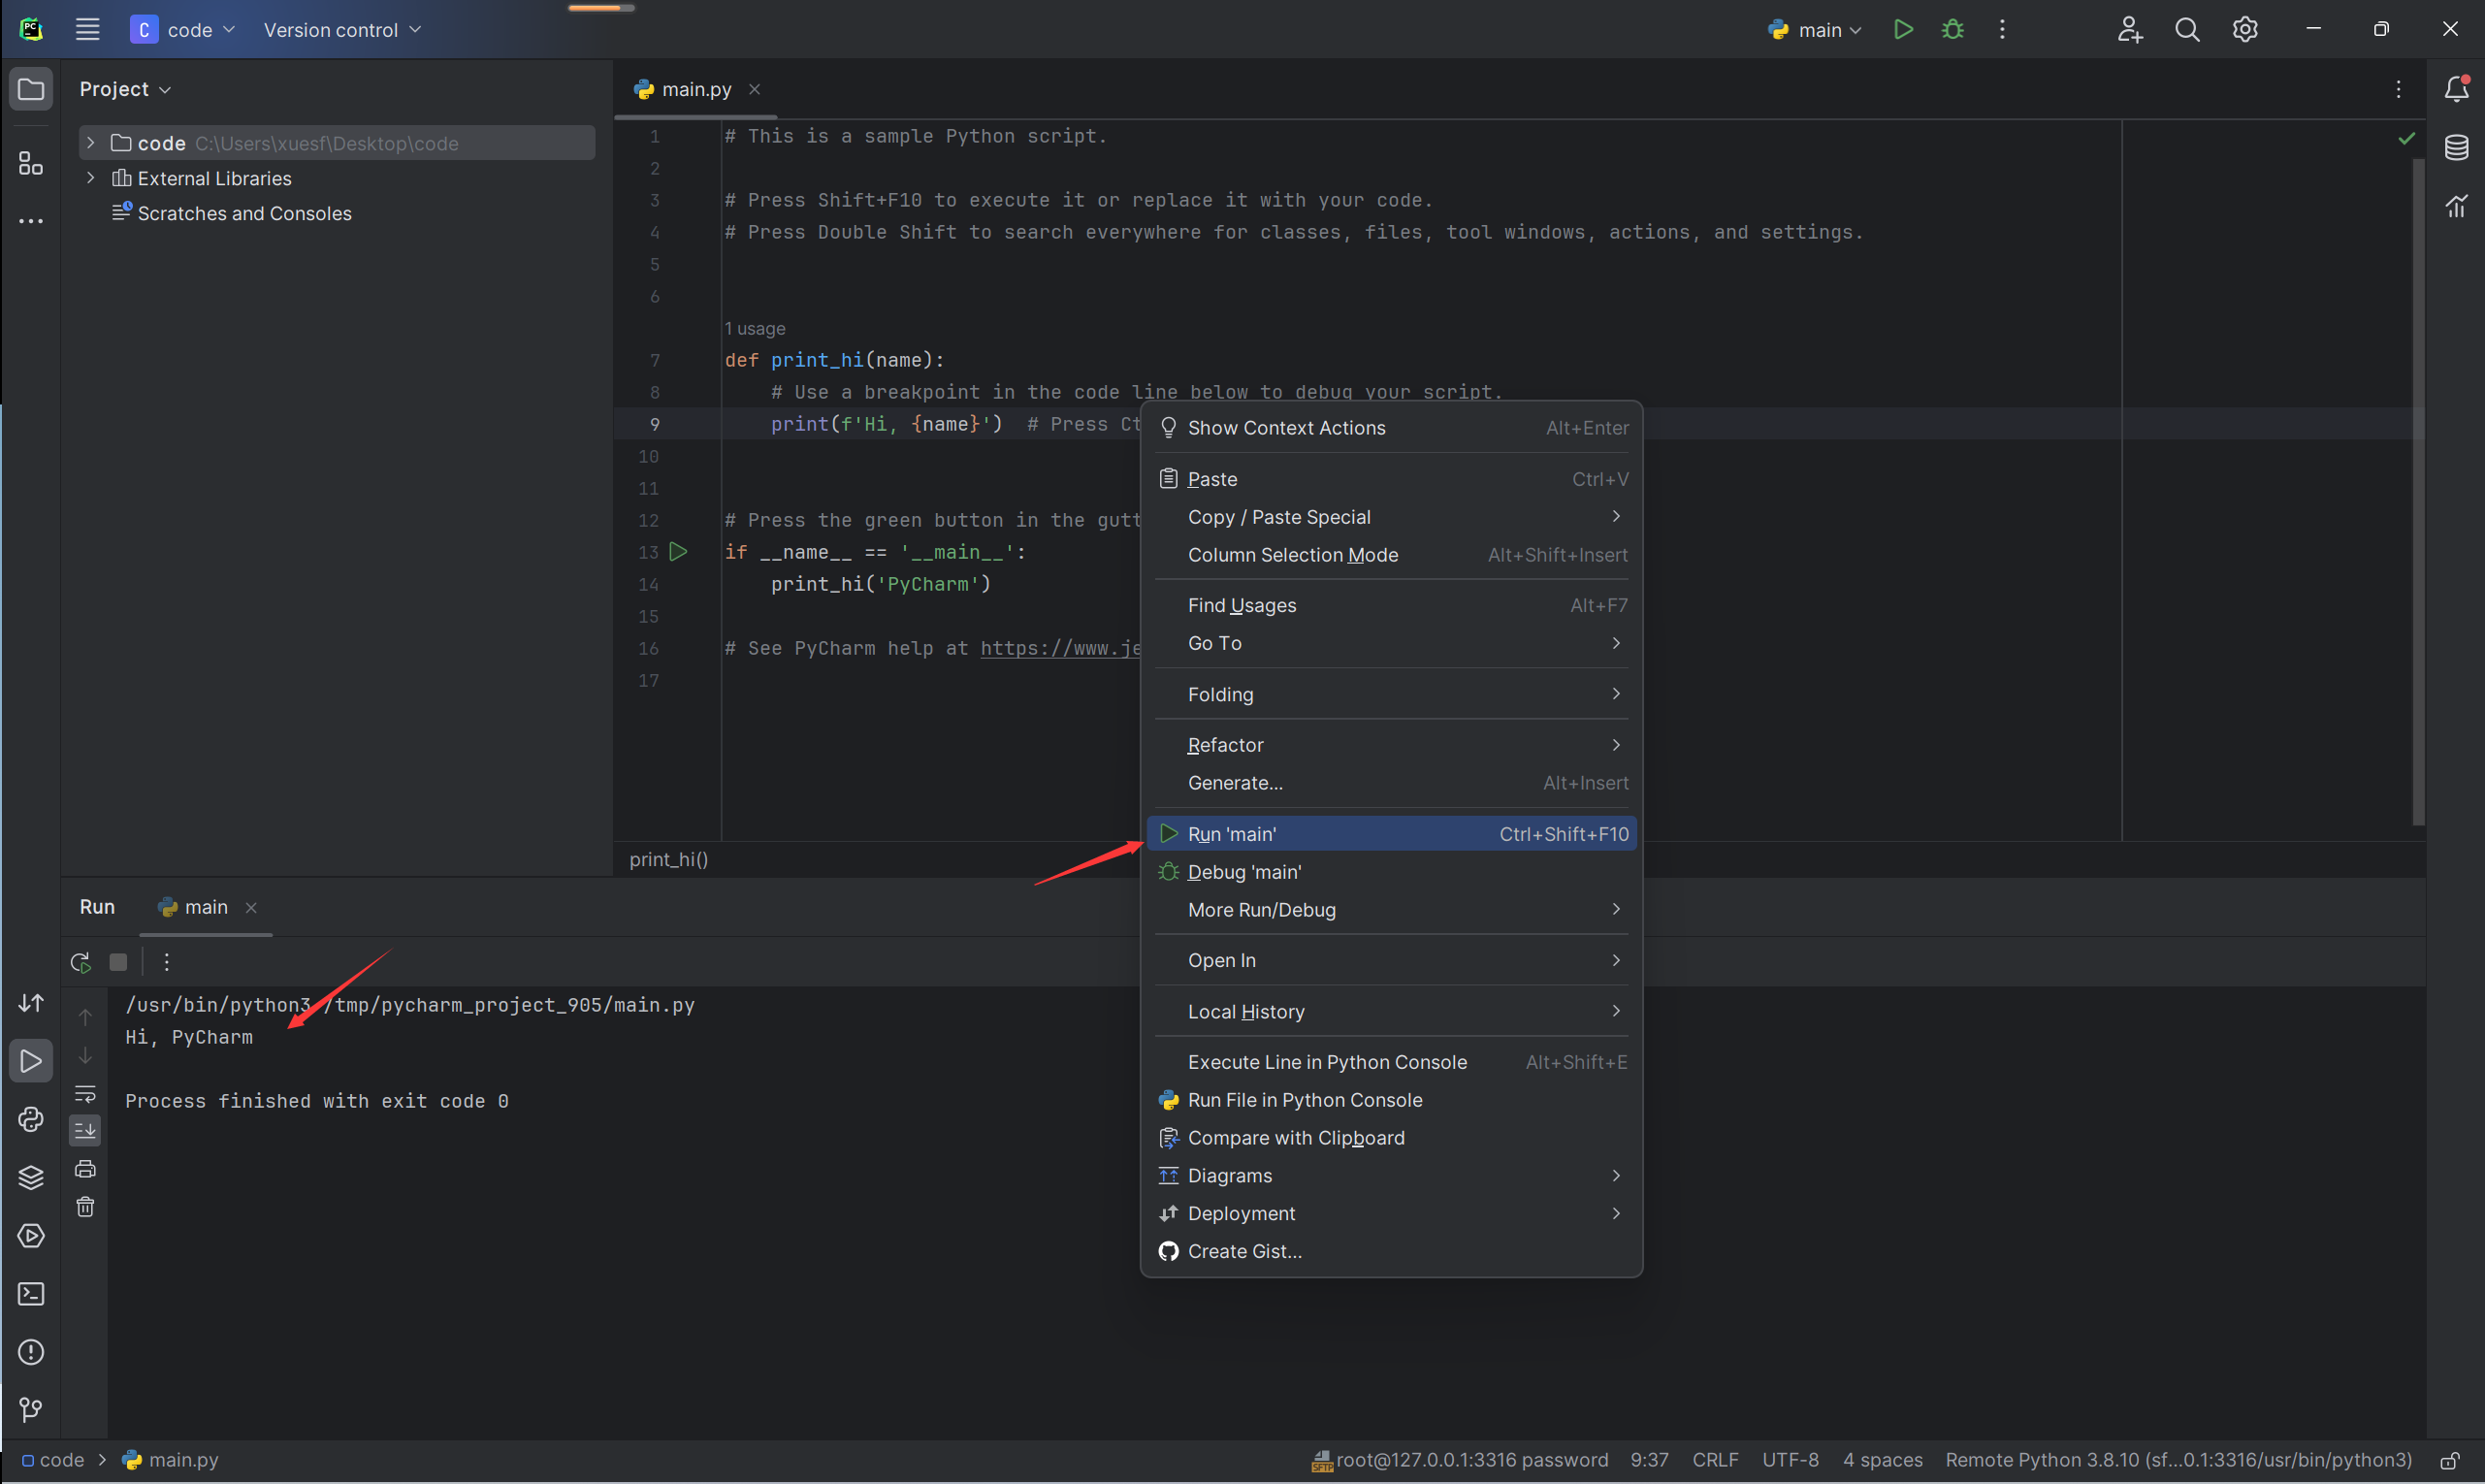 PC
C code Version control main
Project
main.py
code C:\Users\xuesf\Desktop\code
External Libraries
Scratches and Consoles
1 # This is a sample Python script.
2
3 # Press Shift+F10 to execute it or replace it with your code.
4 # Press Double Shift to search everywhere for classes, files, tool windows, actions, and settings.
5
6
1 usage
7 def print_hi(name):
8 # Use a breakpoint in the code line below to debug your script.
9 print(f'Hi, {name}') # Press Ct
10
11
12 # Press the green button in the gutt
13 if __name__ == '__main__':
14 print_hi('PyCharm')
15
16 # See PyCharm help at https://www.je
17
print_hi()
Show Context Actions Alt+Enter
Paste Ctrl+V
Copy / Paste Special
Column Selection Mode Alt+Shift+Insert
Find Usages Alt+F7
Go To
Folding
Refactor
Generate... Alt+Insert
Run 'main' Ctrl+Shift+F10
Debug 'main'
More Run/Debug
Open In
Local History
Execute Line in Python Console Alt+Shift+E
Run File in Python Console
Compare with Clipboard
Diagrams
Deployment
Create Gist...
Run main
/usr/bin/python3 /tmp/pycharm_project_905/main.py
Hi, PyCharm
Process finished with exit code 0
code main.py
SFTP root@127.0.0.1:3316 password 9:37 CRLF UTF-8 4 spaces Remote Python 3.8.10 (sf...0.1:3316/usr/bin/python3)